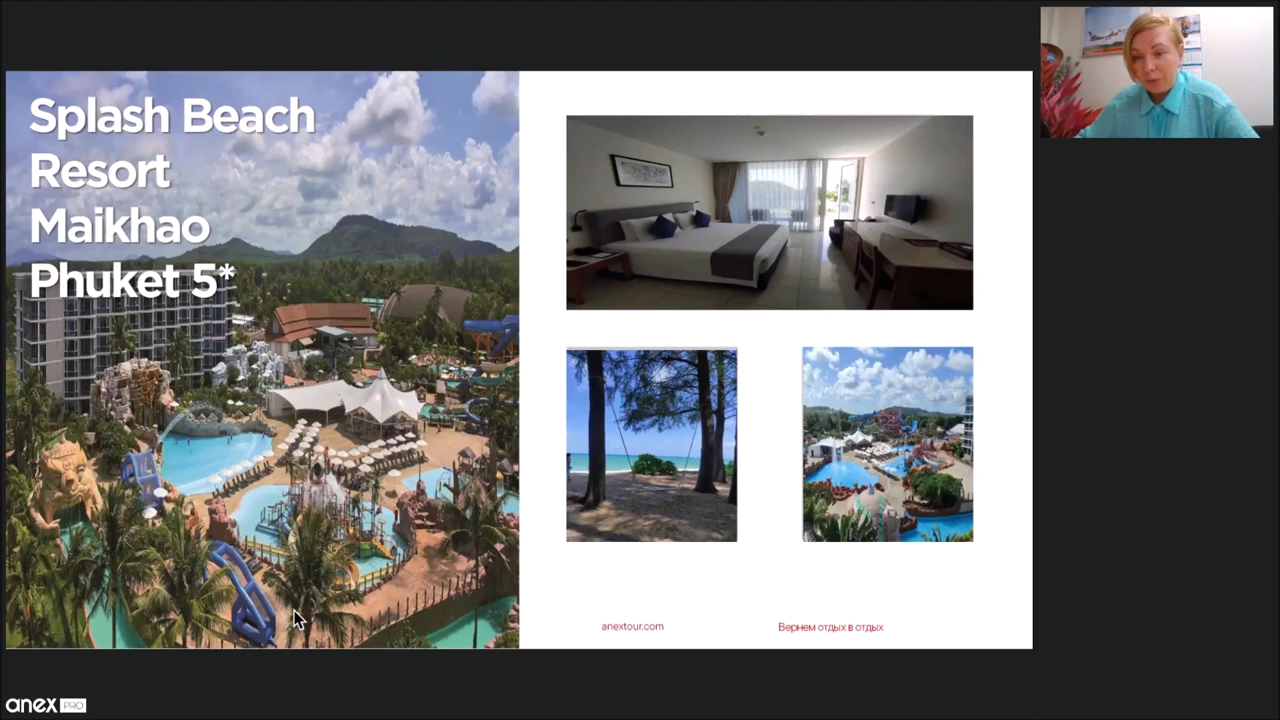 Splash Beach
Resort
Maikhao
Phuket 5*
anextour.com
Вернем отдых в отдых
anex PRO